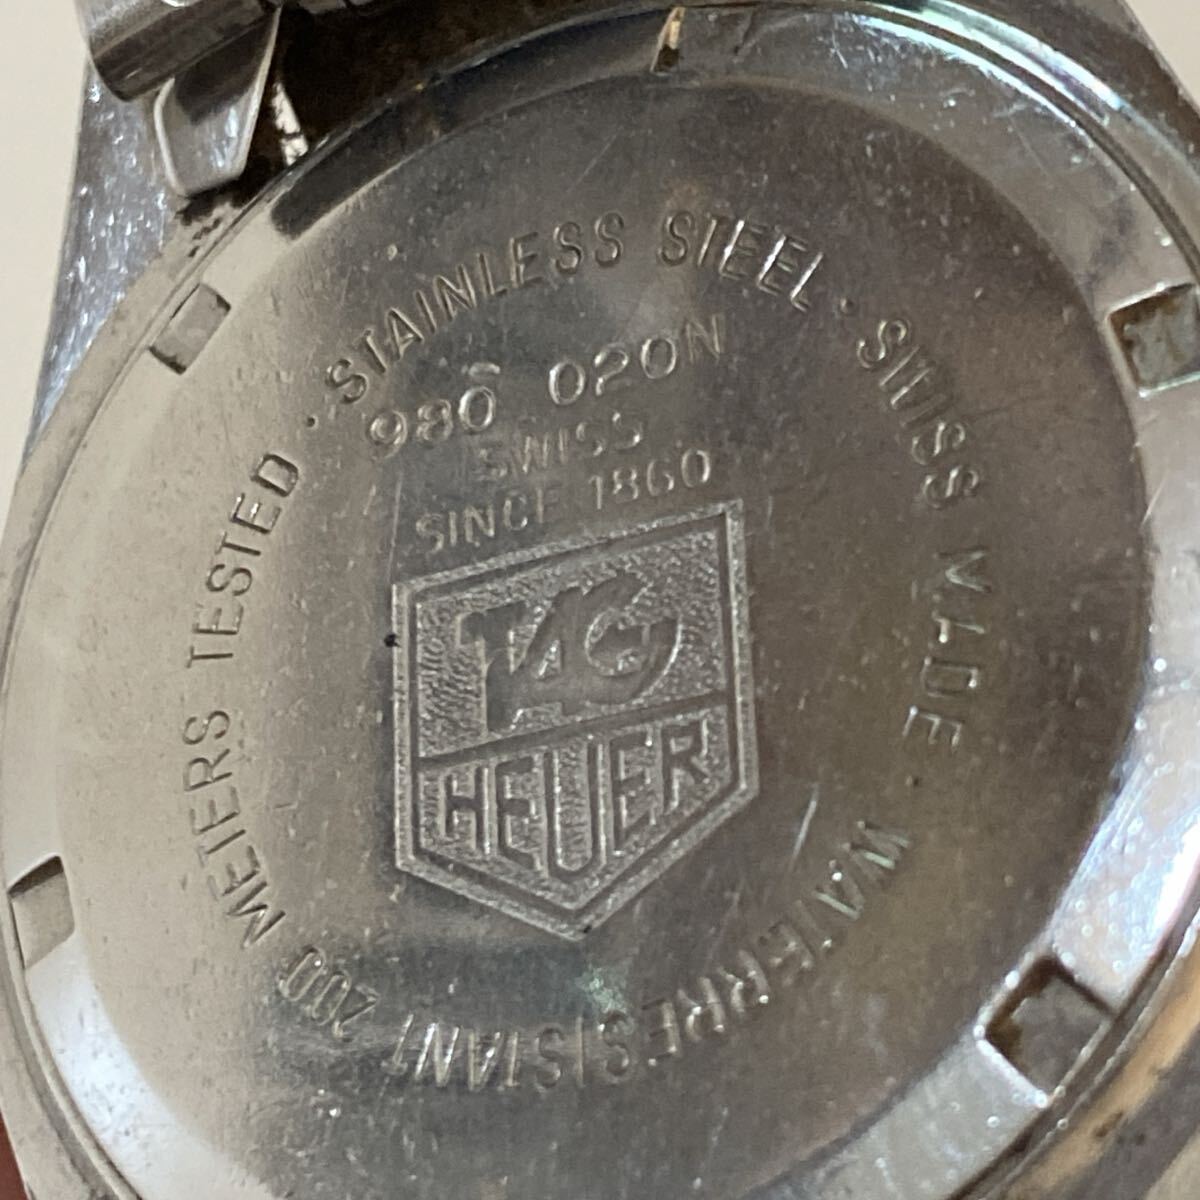 980 020N
SWISS
SINCE 1860
TAG
HEUER
STAINLESS STEEL · SWISS MADE · WATERRESISTANT 200 METERS TESTED ·